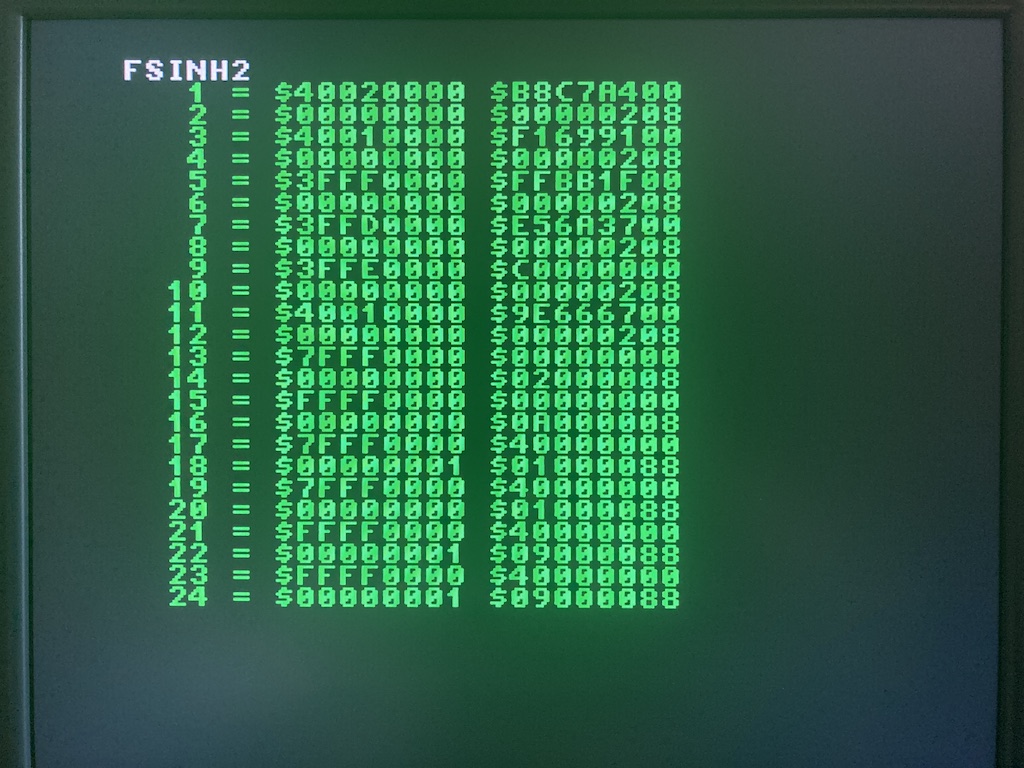 FSINH2
1 = $40020000 $B8C7A400
2 = $00000000 $00000208
3 = $40010000 $F1699100
4 = $00000000 $00000208
5 = $3FFF0000 $FFBB1F00
6 = $00000000 $00000208
7 = $3FFD0000 $E56A3700
8 = $00000000 $00000208
9 = $3FFE0000 $C0000000
10 = $00000000 $00000208
11 = $40010000 $9E666700
12 = $00000000 $00000208
13 = $7FFF0000 $00000000
14 = $00000000 $02000008
15 = $FFFF0000 $00000000
16 = $00000000 $0A000008
17 = $7FFF0000 $40000000
18 = $00000001 $01000088
19 = $7FFF0000 $40000000
20 = $00000000 $01000088
21 = $FFFF0000 $40000000
22 = $00000001 $09000088
23 = $FFFF0000 $40000000
24 = $00000001 $09000088